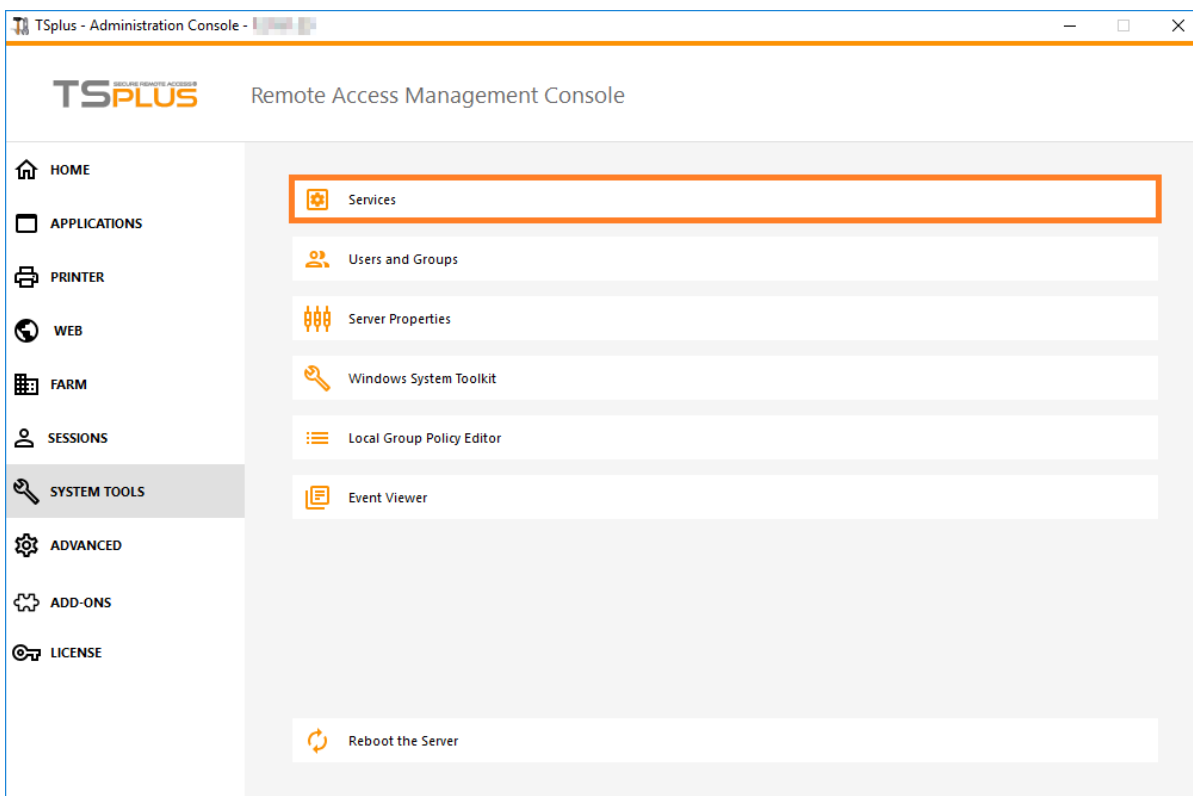 TSplus - Administration Console -
TSPLUS SECURE REMOTE ACCESS
Remote Access Management Console
HOME
APPLICATIONS
PRINTER
WEB
FARM
SESSIONS
SYSTEM TOOLS
ADVANCED
ADD-ONS
LICENSE
Services
Users and Groups
Server Properties
Windows System Toolkit
Local Group Policy Editor
Event Viewer
Reboot the Server